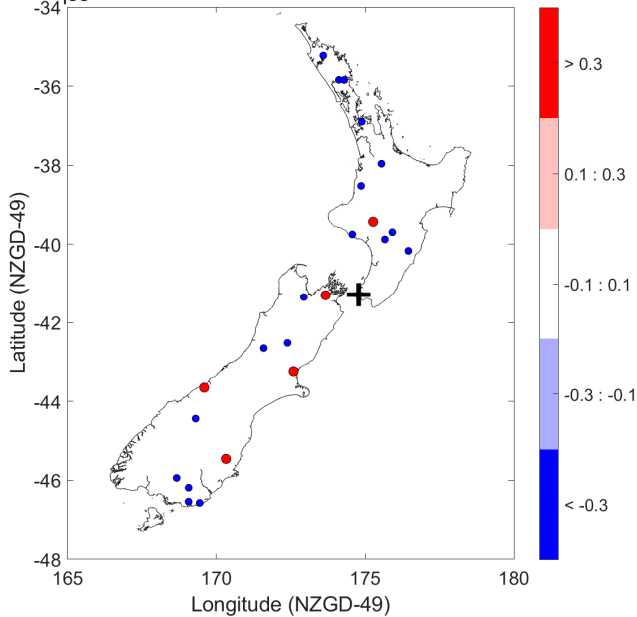 -34
-36
-38
-40
-42
-44
-46
-48
165
170
175
180
Longitude (NZGD-49)
Latitude (NZGD-49)
> 0.3
0.1 : 0.3
-0.1 : 0.1
-0.3 : -0.1
< -0.3